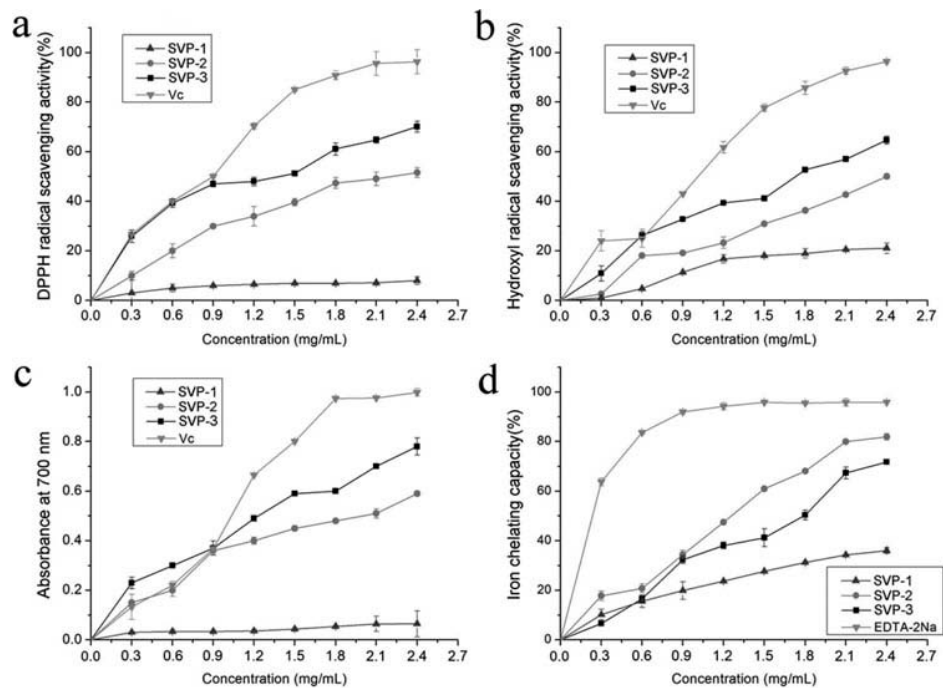 a
SVP-1
SVP-2
SVP-3
Vc
DPPH radical scavenging activity(%)
100
80
60
40
20
0
0.0 0.3 0.6 0.9 1.2 1.5 1.8 2.1 2.4 2.7
Concentration (mg/mL)
b
SVP-1
SVP-2
SVP-3
Vc
Hydroxyl radical scavenging activity(%)
100
80
60
40
20
0
0.0 0.3 0.6 0.9 1.2 1.5 1.8 2.1 2.4 2.7
Concentration (mg/mL)
c
SVP-1
SVP-2
SVP-3
Vc
Absorbance at 700 nm
1.0
0.8
0.6
0.4
0.2
0.0
0.0 0.3 0.6 0.9 1.2 1.5 1.8 2.1 2.4 2.7
Concentration (mg/mL)
d
Iron chelating capacity(%)
100
80
60
40
20
0
SVP-1
SVP-2
SVP-3
EDTA-2Na
0.0 0.3 0.6 0.9 1.2 1.5 1.8 2.1 2.4 2.7
Concentration (mg/mL)